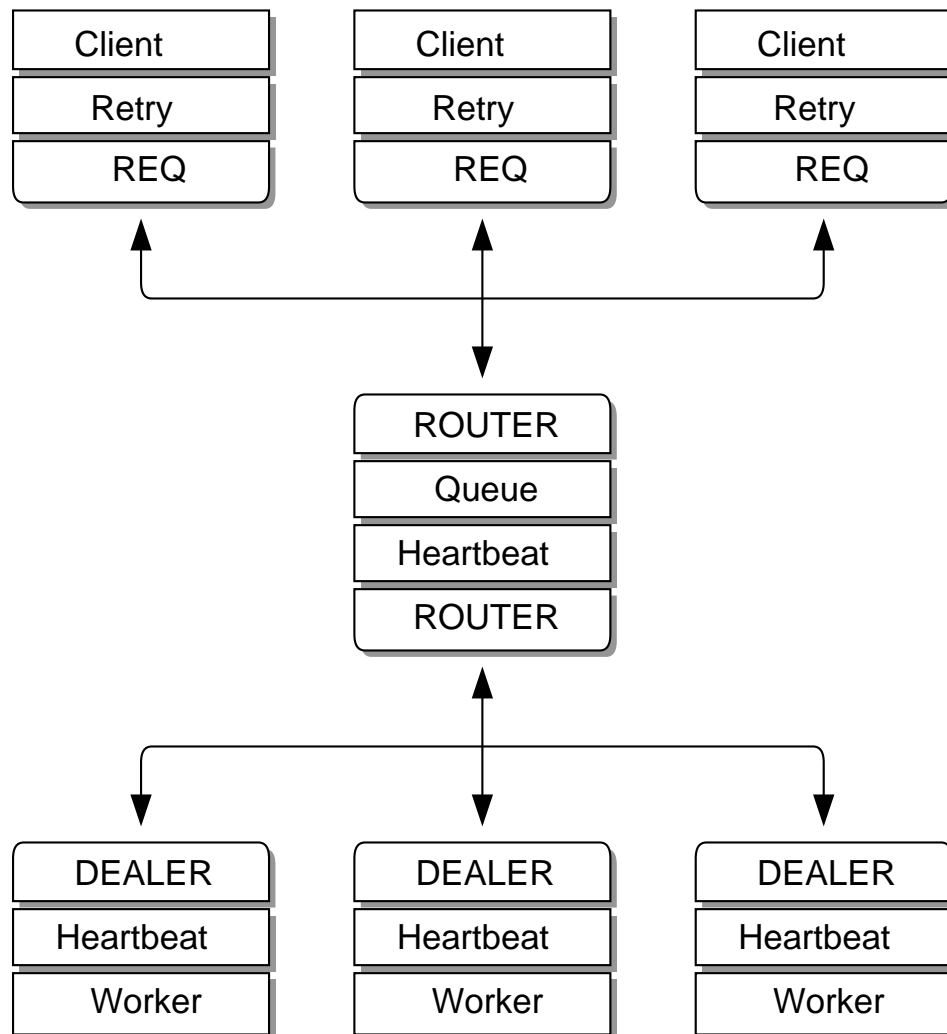 Client Client Client
Retry Retry Retry
REQ REQ REQ
ROUTER
Queue
Heartbeat
ROUTER
DEALER DEALER DEALER
Heartbeat Heartbeat Heartbeat
Worker Worker Worker